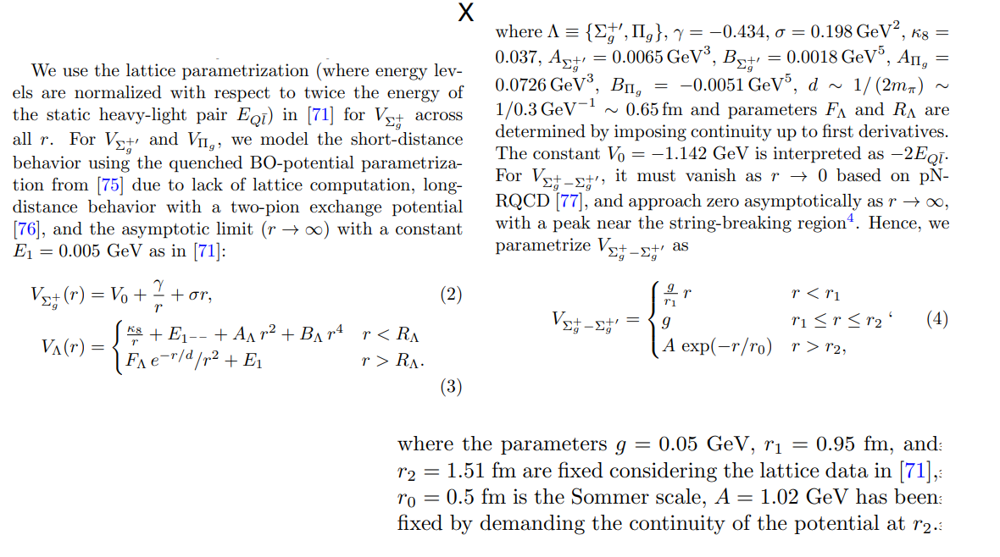 X
We use the lattice parametrization (where energy lev-
els are normalized with respect to twice the energy of
the static heavy-light pair $E_{Q\bar{l}}$) in [71] for $V_{\Sigma_g^+}$ across
all $r$. For $V_{\Sigma_g^{+\prime}}$ and $V_{\Pi_g}$, we model the short-distance
behavior using the quenched BO-potential parametriza-
tion from [75] due to lack of lattice computation, long-
distance behavior with a two-pion exchange potential
[76], and the asymptotic limit ($r \to \infty$) with a constant
$E_1 = 0.005$ GeV as in [71]:
$V_{\Sigma_g^+}(r) = V_0 + \frac{\gamma}{r} + \sigma r,$ (2)
$V_\Lambda(r) = \begin{cases} \frac{\kappa_8}{r} + E_{1^{--}} + A_\Lambda r^2 + B_\Lambda r^4 & r < R_\Lambda \\ F_\Lambda e^{-r/d}/r^2 + E_1 & r > R_\Lambda. \end{cases}$
(3)
where $\Lambda \equiv \{\Sigma_g^{+\prime}, \Pi_g\}$, $\gamma = -0.434$, $\sigma = 0.198\,\mathrm{GeV}^2$, $\kappa_8 =$
$0.037$, $A_{\Sigma_g^{+\prime}} = 0.0065\,\mathrm{GeV}^3$, $B_{\Sigma_g^{+\prime}} = 0.0018\,\mathrm{GeV}^5$, $A_{\Pi_g} =$
$0.0726\,\mathrm{GeV}^3$, $B_{\Pi_g} = -0.0051\,\mathrm{GeV}^5$, $d \sim 1/(2m_\pi) \sim$
$1/0.3\,\mathrm{GeV}^{-1} \sim 0.65\,\mathrm{fm}$ and parameters $F_\Lambda$ and $R_\Lambda$ are
determined by imposing continuity up to first derivatives.
The constant $V_0 = -1.142$ GeV is interpreted as $-2E_{Q\bar{l}}$.
For $V_{\Sigma_g^+-\Sigma_g^{+\prime}}$, it must vanish as $r \to 0$ based on pN-
RQCD [77], and approach zero asymptotically as $r \to \infty$,
with a peak near the string-breaking region$^4$. Hence, we
parametrize $V_{\Sigma_g^+-\Sigma_g^{+\prime}}$ as
$V_{\Sigma_g^+-\Sigma_g^{+\prime}} = \begin{cases} \frac{g}{r_1}\,r & r < r_1 \\ g & r_1 \leq r \leq r_2 \\ A\,\exp(-r/r_0) & r > r_2, \end{cases}$ (4)
where the parameters $g = 0.05$ GeV, $r_1 = 0.95$ fm, and
$r_2 = 1.51$ fm are fixed considering the lattice data in [71],
$r_0 = 0.5$ fm is the Sommer scale, $A = 1.02$ GeV has been
fixed by demanding the continuity of the potential at $r_2$.